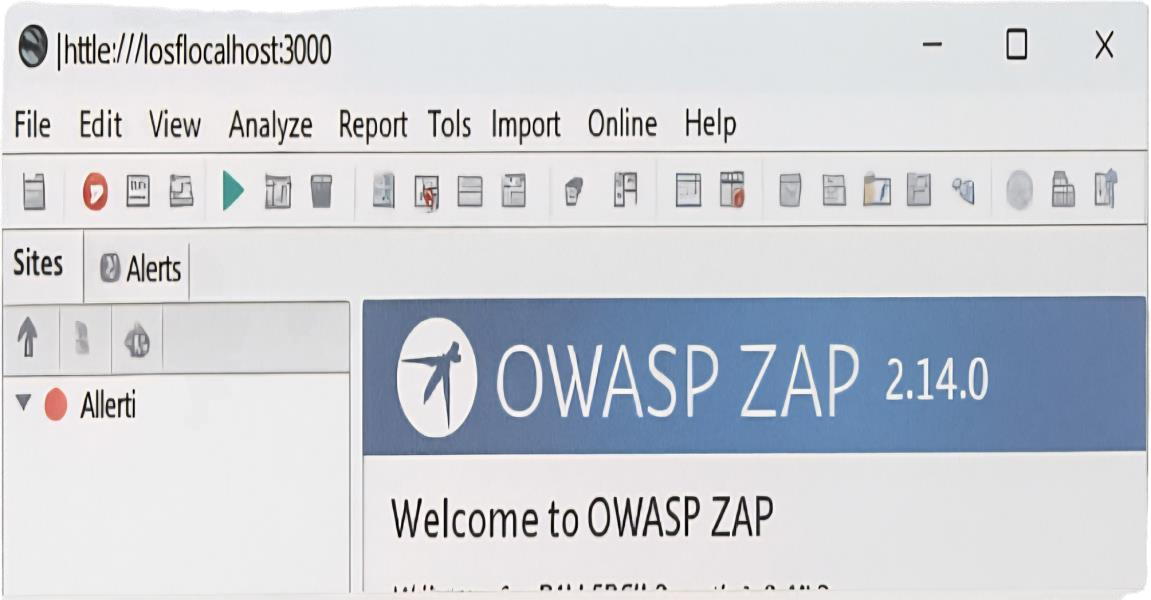 |httle:///losflocalhost:3000
File Edit View Analyze Report Tols Import Online Help
Sites Alerts
Allerti
OWASP ZAP 2.14.0
Welcome to OWASP ZAP